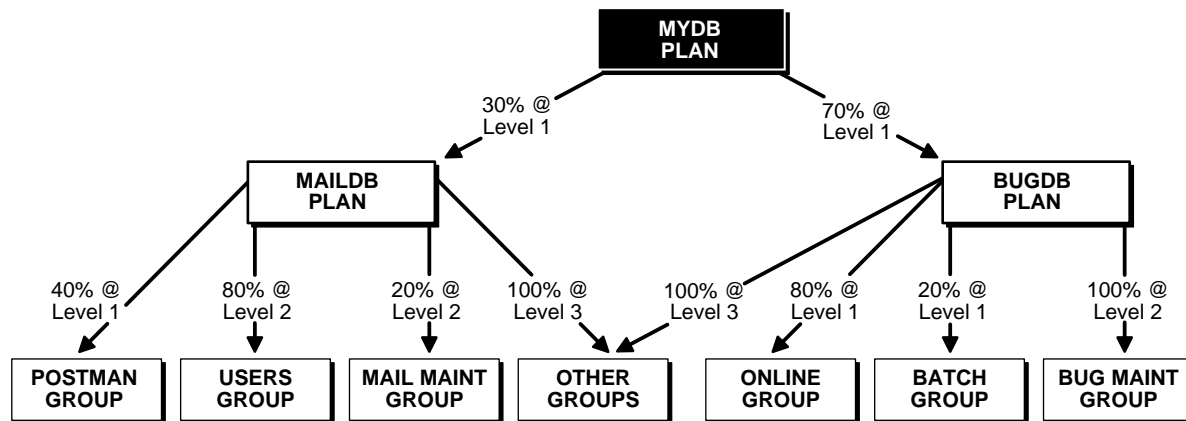 MYDB
PLAN
30% @
Level 1
70% @
Level 1
MAILDB
PLAN
BUGDB
PLAN
40% @
Level 1
80% @
Level 2
20% @
Level 2
100% @
Level 3
100% @
Level 3
80% @
Level 1
20% @
Level 1
100% @
Level 2
POSTMAN
GROUP
USERS
GROUP
MAIL MAINT
GROUP
OTHER
GROUPS
ONLINE
GROUP
BATCH
GROUP
BUG MAINT
GROUP